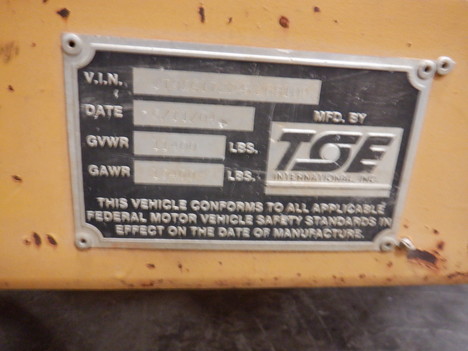 V.I.N.
DATE
MFD. BY
GVWR LBS.
TSE
GAWR LBS.
INTERNATIONAL, INC.
THIS VEHICLE CONFORMS TO ALL APPLICABLE
FEDERAL MOTOR VEHICLE SAFETY STANDARDS IN
EFFECT ON THE DATE OF MANUFACTURE.